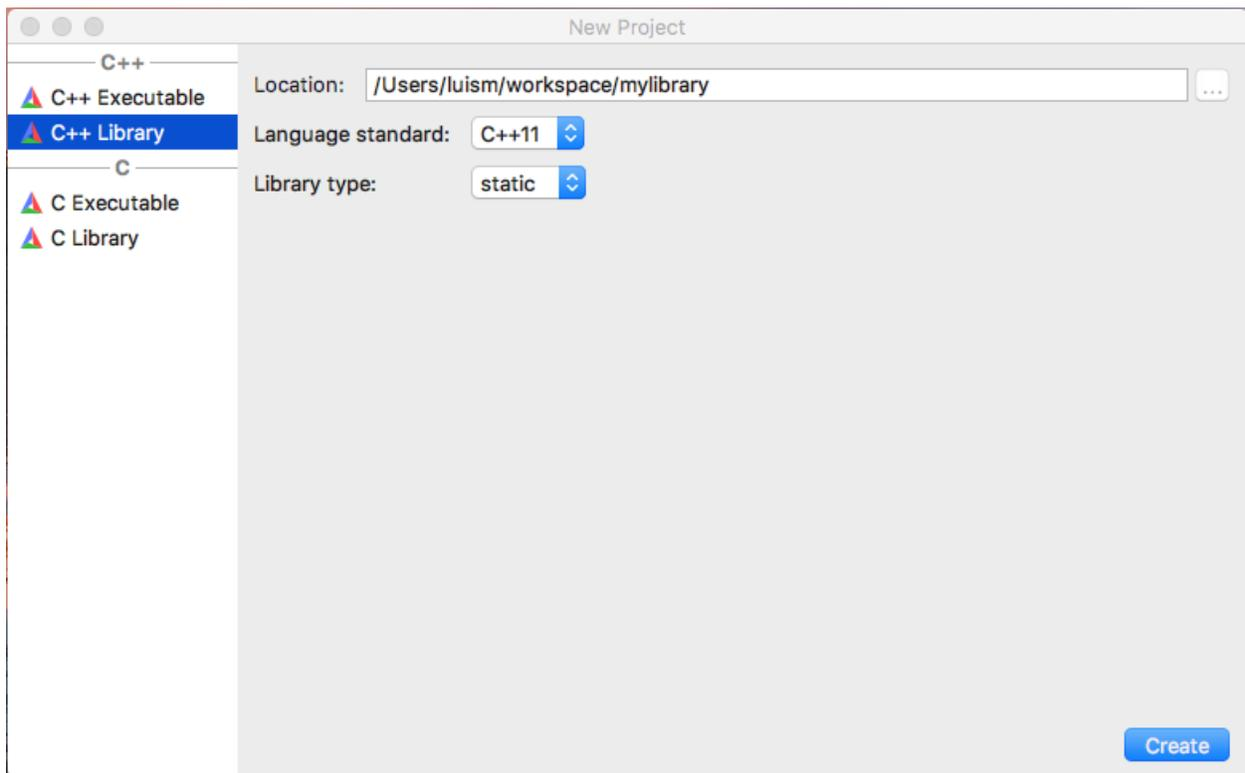 New Project
C++
C++ Executable
C++ Library
C
C Executable
C Library
Location: /Users/luism/workspace/mylibrary ...
Language standard: C++11
Library type: static
Create